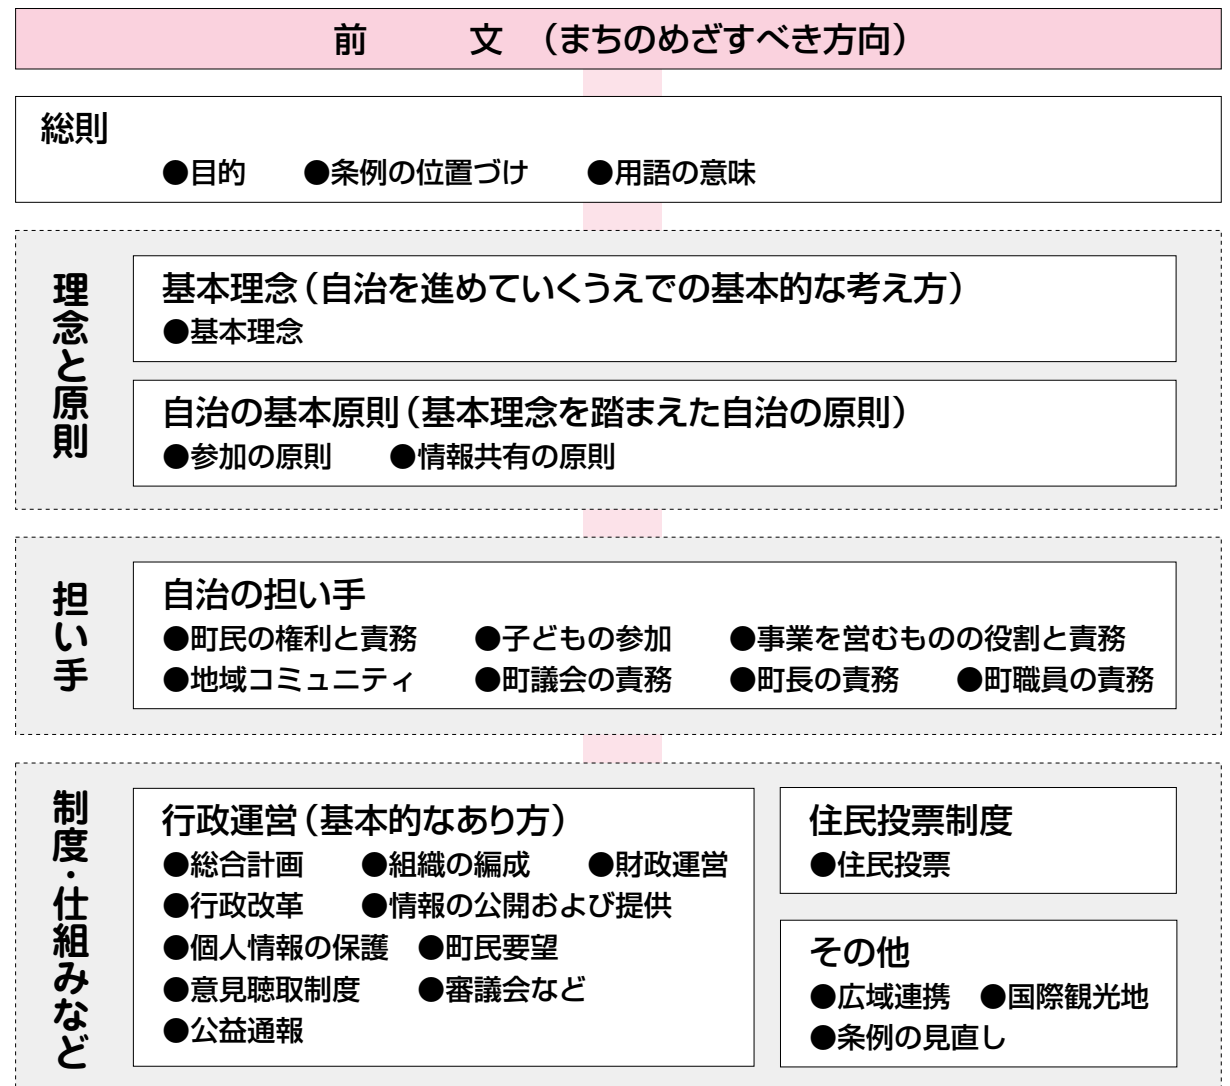 前　文（まちのめざすべき方向）
総則
●目的　●条例の位置づけ　●用語の意味
理念と原則
基本理念（自治を進めていくうえでの基本的な考え方）
●基本理念
自治の基本原則（基本理念を踏まえた自治の原則）
●参加の原則　●情報共有の原則
担い手
自治の担い手
●町民の権利と責務　●子どもの参加　●事業を営むものの役割と責務
●地域コミュニティ　●町議会の責務　●町長の責務　●町職員の責務
制度・仕組みなど
行政運営（基本的なあり方）
●総合計画　●組織の編成　●財政運営
●行政改革　●情報の公開および提供
●個人情報の保護　●町民要望
●意見聴取制度　●審議会など
●公益通報
住民投票制度
●住民投票
その他
●広域連携　●国際観光地
●条例の見直し